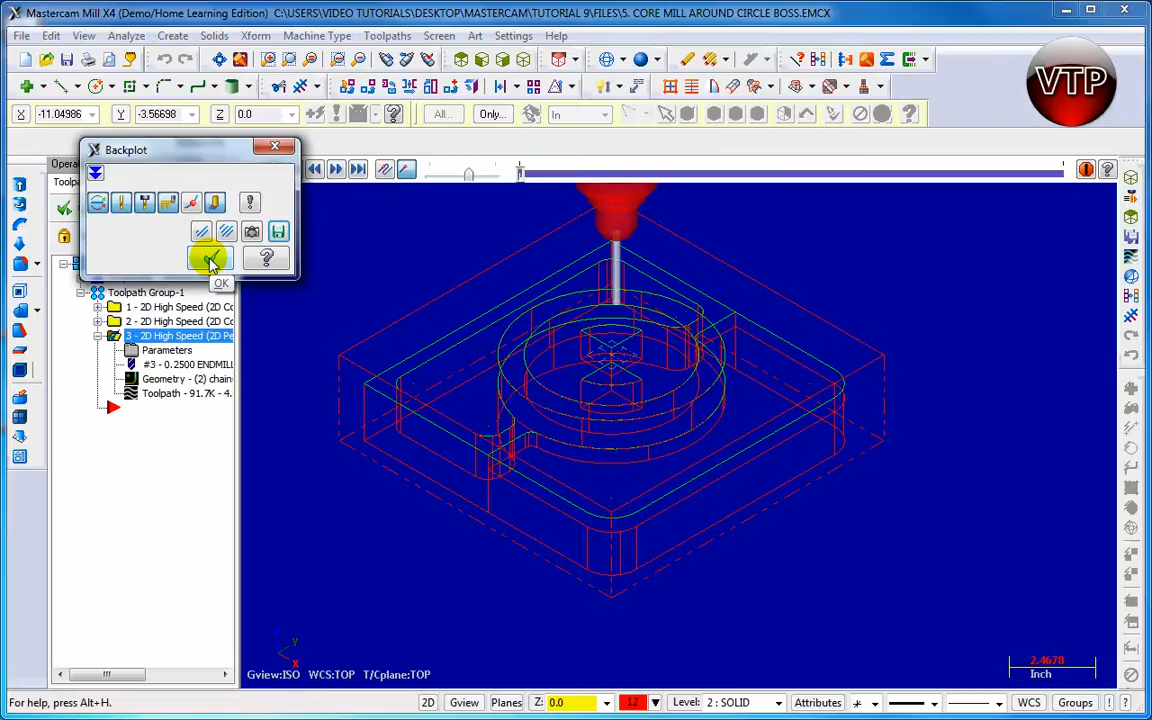 Mastercam Mill X4 (Demo/Home Learning Edition)  C:\USERS\VIDEO TUTORIALS\DESKTOP\MASTERCAM\TUTORIAL 9\FILES\5. CORE MILL AROUND CIRCLE BOSS.EMCX
File Edit View Analyze Create Solids Xform Machine Type Toolpaths Screen Art Settings Help
VTP
X -11.04986 Y -3.56698 Z 0.0 All... Only... In
Backplot
OK
Toolpath Group-1
1 - 2D High Speed (2D Co
2 - 2D High Speed (2D Co
3 - 2D High Speed (2D Pe
Parameters
#3 - 0.2500 ENDMILL
Geometry - (2) chain
Toolpath - 91.7K - 4.
Y
X
Gview:ISO WCS:TOP T/Cplane:TOP
2.4678
Inch
For help, press Alt+H.
2D Gview Planes Z: 0.0 12 Level: 2 : SOLID Attributes WCS Groups ! ?